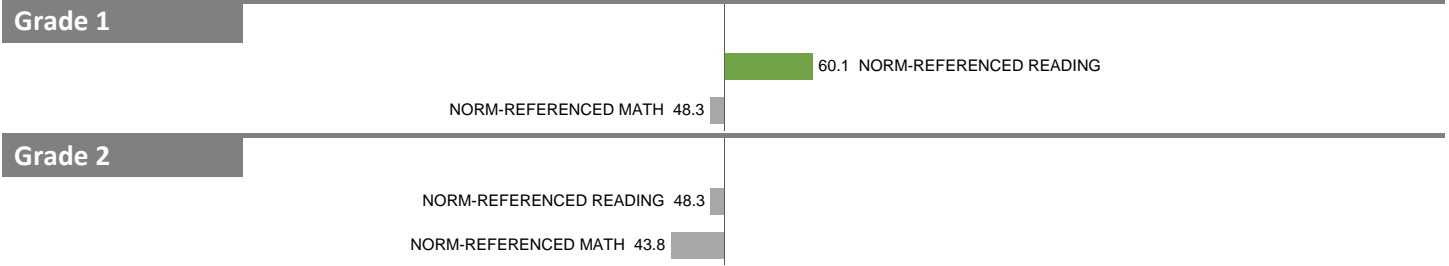 Grade 1
60.1 NORM-REFERENCED READING
NORM-REFERENCED MATH 48.3
Grade 2
NORM-REFERENCED READING 48.3
NORM-REFERENCED MATH 43.8